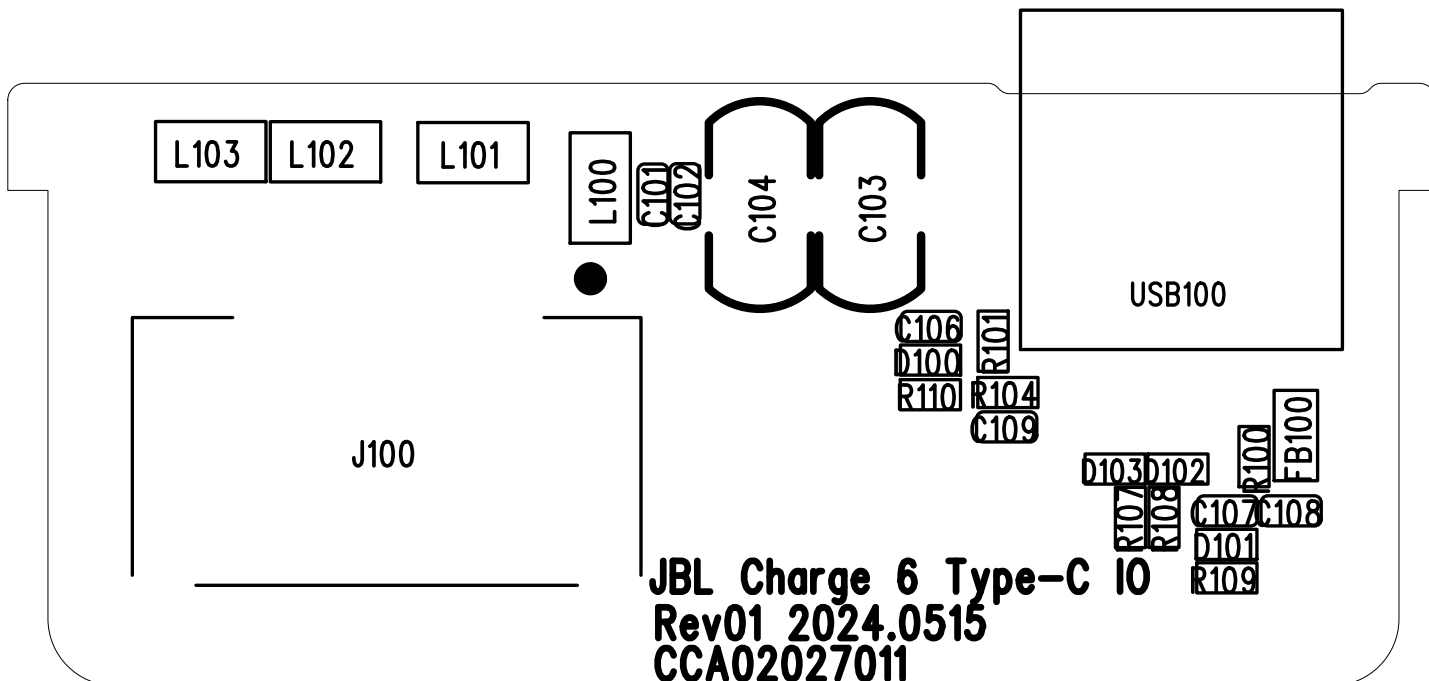 L103
L102
L101
L100
C101
C102
C104
C103
USB100
C106
D100
R110
R101
R104
C109
J100
D103
D102
R107
R108
R100
FB100
C107
C108
D101
R109
JBL Charge 6 Type-C IO
Rev01 2024.0515
CCA02027011